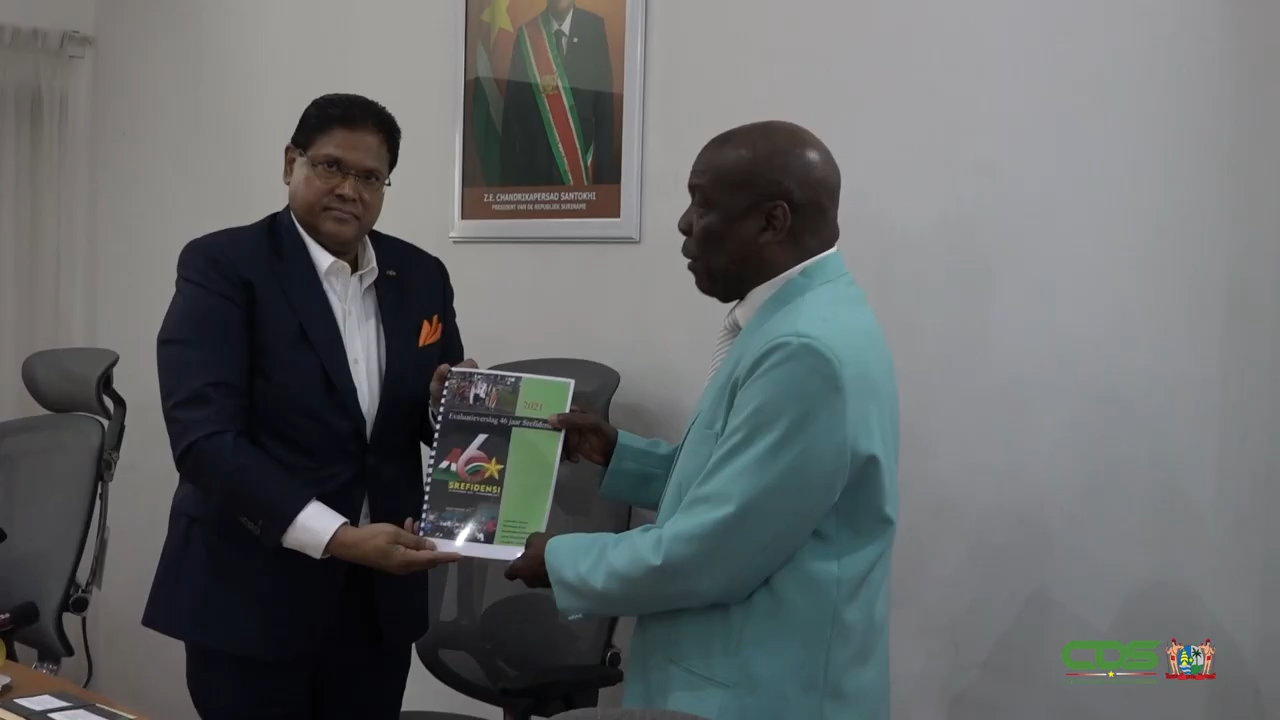 Z.E. CHANDRIKAPERSAD SANTOKHI
PRESIDENT VAN DE REPUBLIEK SURINAME
2021
Evaluatieverslag 46 jaar Srefidensi
46
SREFIDENSI
CDS